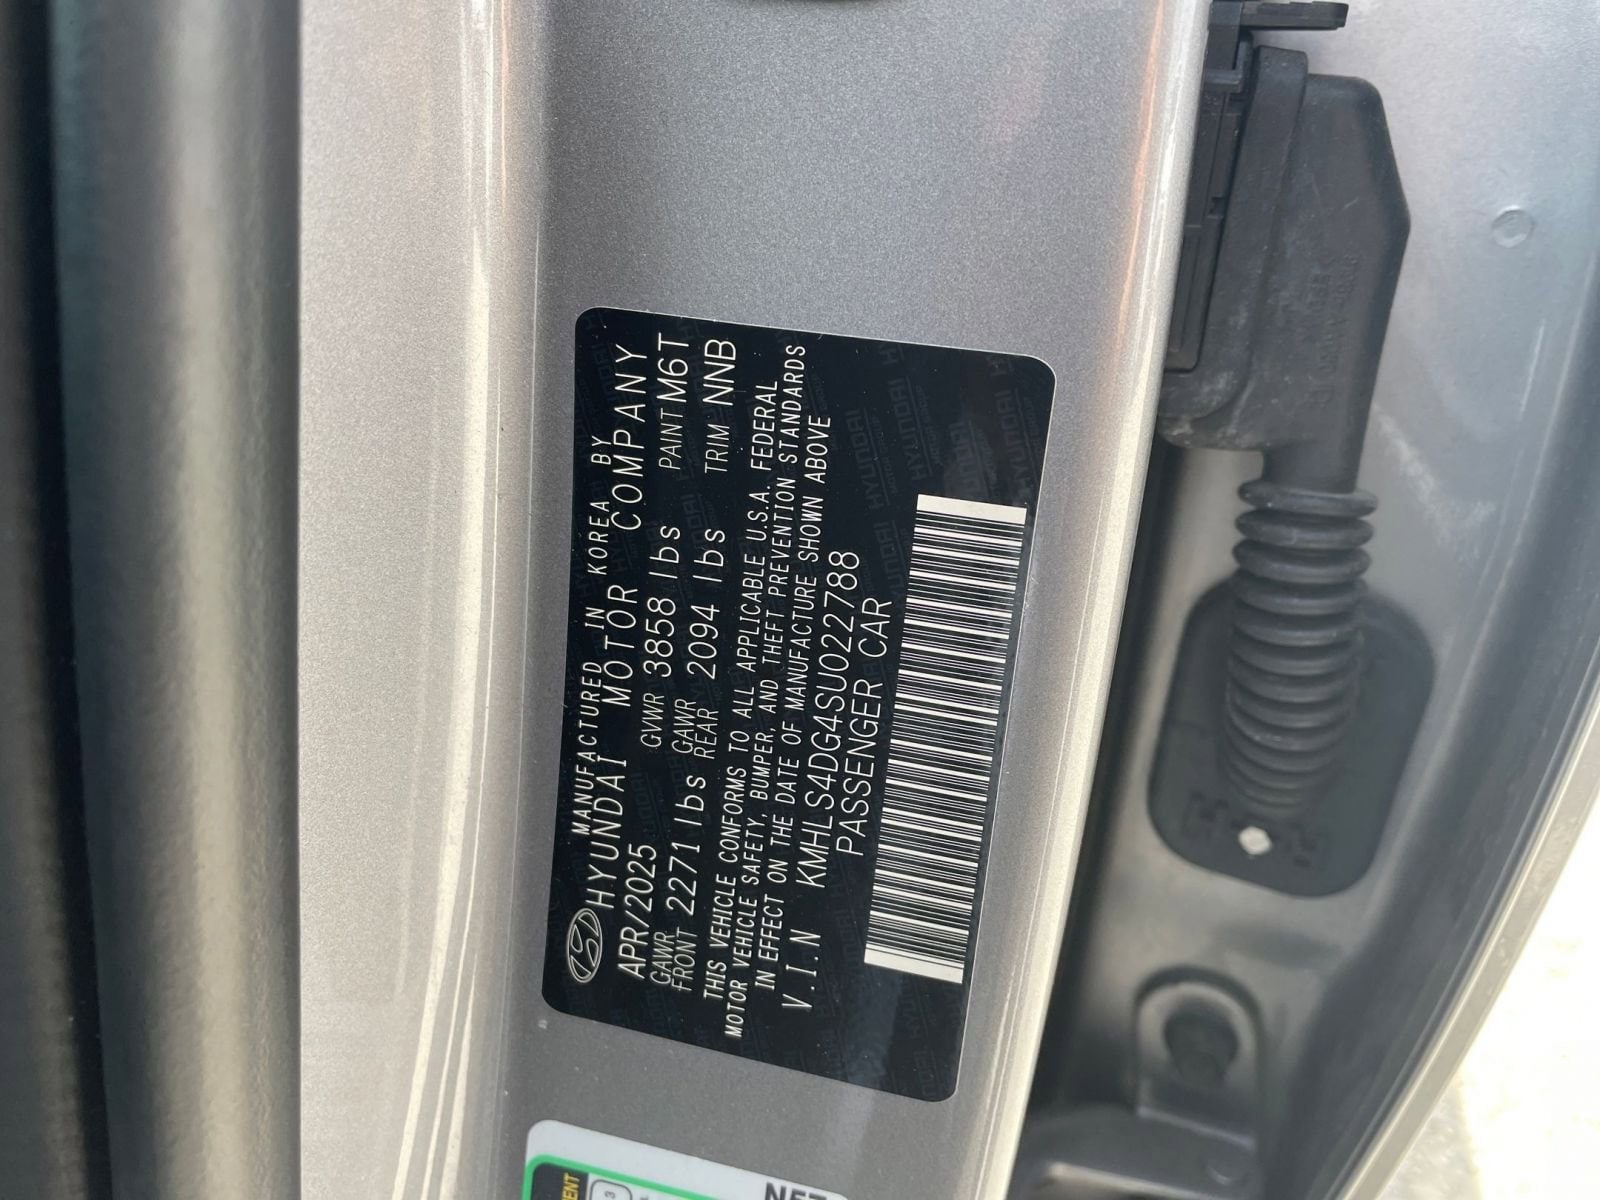 MANUFACTURED IN KOREA BY
HYUNDAI MOTOR COMPANY
APR/2025 GVWR 3858 lbs PAINT M6T
GAWR FRONT 2271 lbs GAWR REAR 2094 lbs TRIM NNB
THIS VEHICLE CONFORMS TO ALL APPLICABLE U.S.A. FEDERAL
MOTOR VEHICLE SAFETY, BUMPER, AND THEFT PREVENTION STANDARDS
IN EFFECT ON THE DATE OF MANUFACTURE SHOWN ABOVE
V.I.N KMHLS4DG4SU022788
PASSENGER CAR